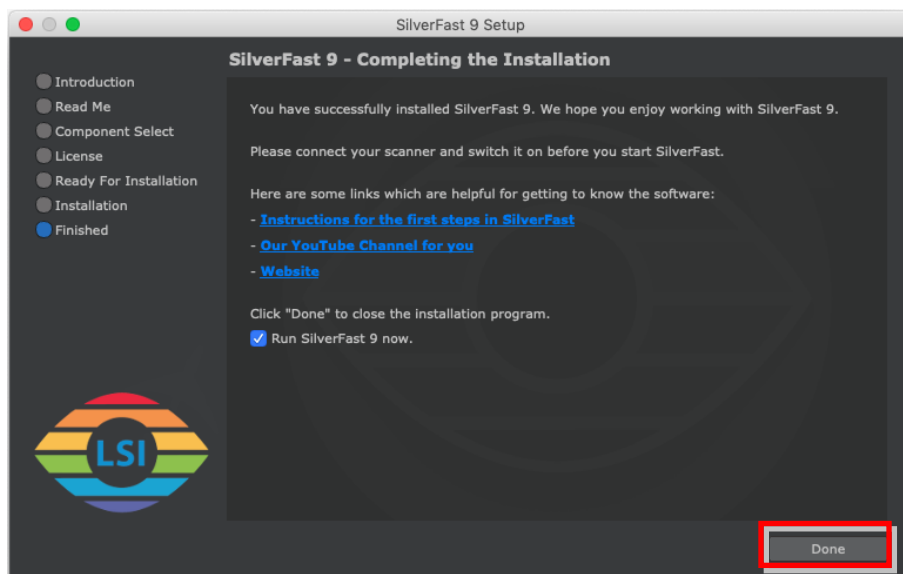 SilverFast 9 Setup
SilverFast 9 - Completing the Installation
Introduction
Read Me
Component Select
License
Ready For Installation
Installation
Finished
You have successfully installed SilverFast 9. We hope you enjoy working with SilverFast 9.
Please connect your scanner and switch it on before you start SilverFast.
Here are some links which are helpful for getting to know the software:
- Instructions for the first steps in SilverFast
- Our YouTube Channel for you
- Website
Click "Done" to close the installation program.
Run SilverFast 9 now.
LSI
Done